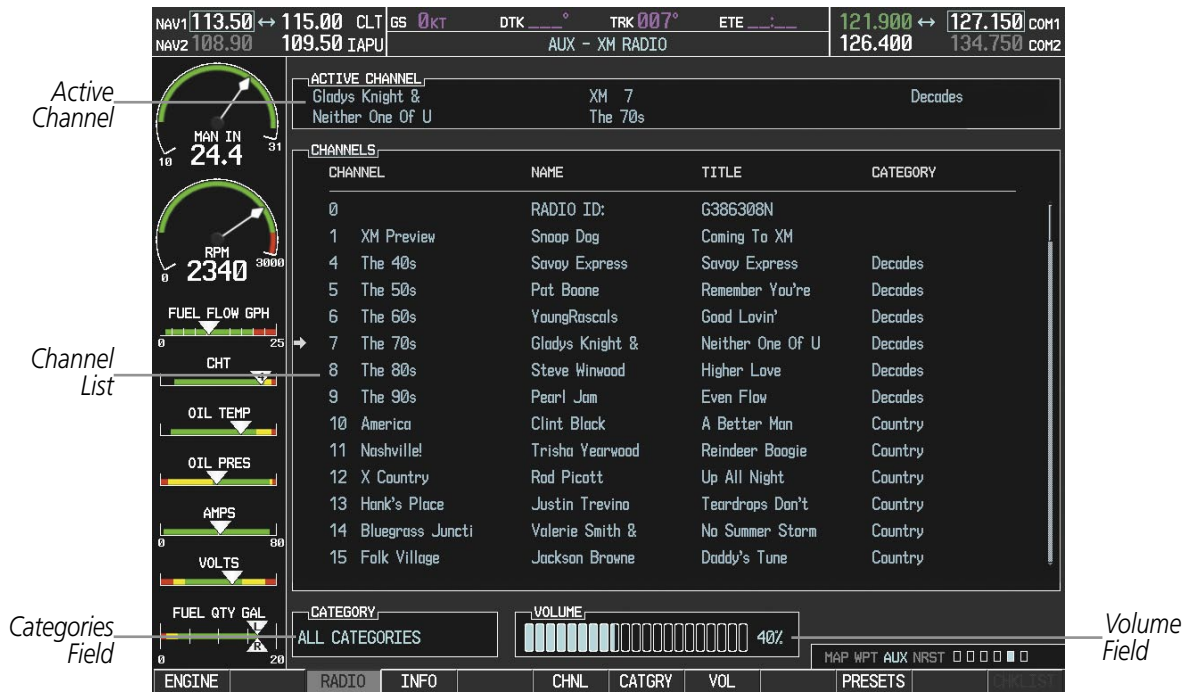 NAV1 113.50 ↔ 115.00 CLT GS 0KT DTK ___° TRK 007° ETE __:__ 121.900 ↔ 127.150 COM1
NAV2 108.90 109.50 IAPU AUX - XM RADIO 126.400 134.750 COM2
Active
Channel
ACTIVE CHANNEL
Gladys Knight & XM 7 Decades
Neither One Of U The 70s
MAN IN
24.4
10 31
RPM
2340
0 3000
FUEL FLOW GPH
0 25
CHT
OIL TEMP
OIL PRES
AMPS
0 80
VOLTS
FUEL QTY GAL
L
R
0 20
Channel
List
CHANNELS
CHANNEL NAME TITLE CATEGORY
0 RADIO ID: G386308N
1 XM Preview Snoop Dog Coming To XM
4 The 40s Savoy Express Savoy Express Decades
5 The 50s Pat Boone Remember You're Decades
6 The 60s YoungRascals Good Lovin' Decades
7 The 70s Gladys Knight & Neither One Of U Decades
8 The 80s Steve Winwood Higher Love Decades
9 The 90s Pearl Jam Even Flow Decades
10 America Clint Black A Better Man Country
11 Nashville! Trisha Yearwood Reindeer Boogie Country
12 X Country Rod Picott Up All Night Country
13 Hank's Place Justin Trevino Teardrops Don't Country
14 Bluegrass Juncti Valerie Smith & No Summer Storm Country
15 Folk Village Jackson Browne Daddy's Tune Country
Categories
Field
CATEGORY
ALL CATEGORIES
VOLUME
40%
Volume
Field
MAP WPT AUX NRST
ENGINE RADIO INFO CHNL CATGRY VOL PRESETS CHKLIST